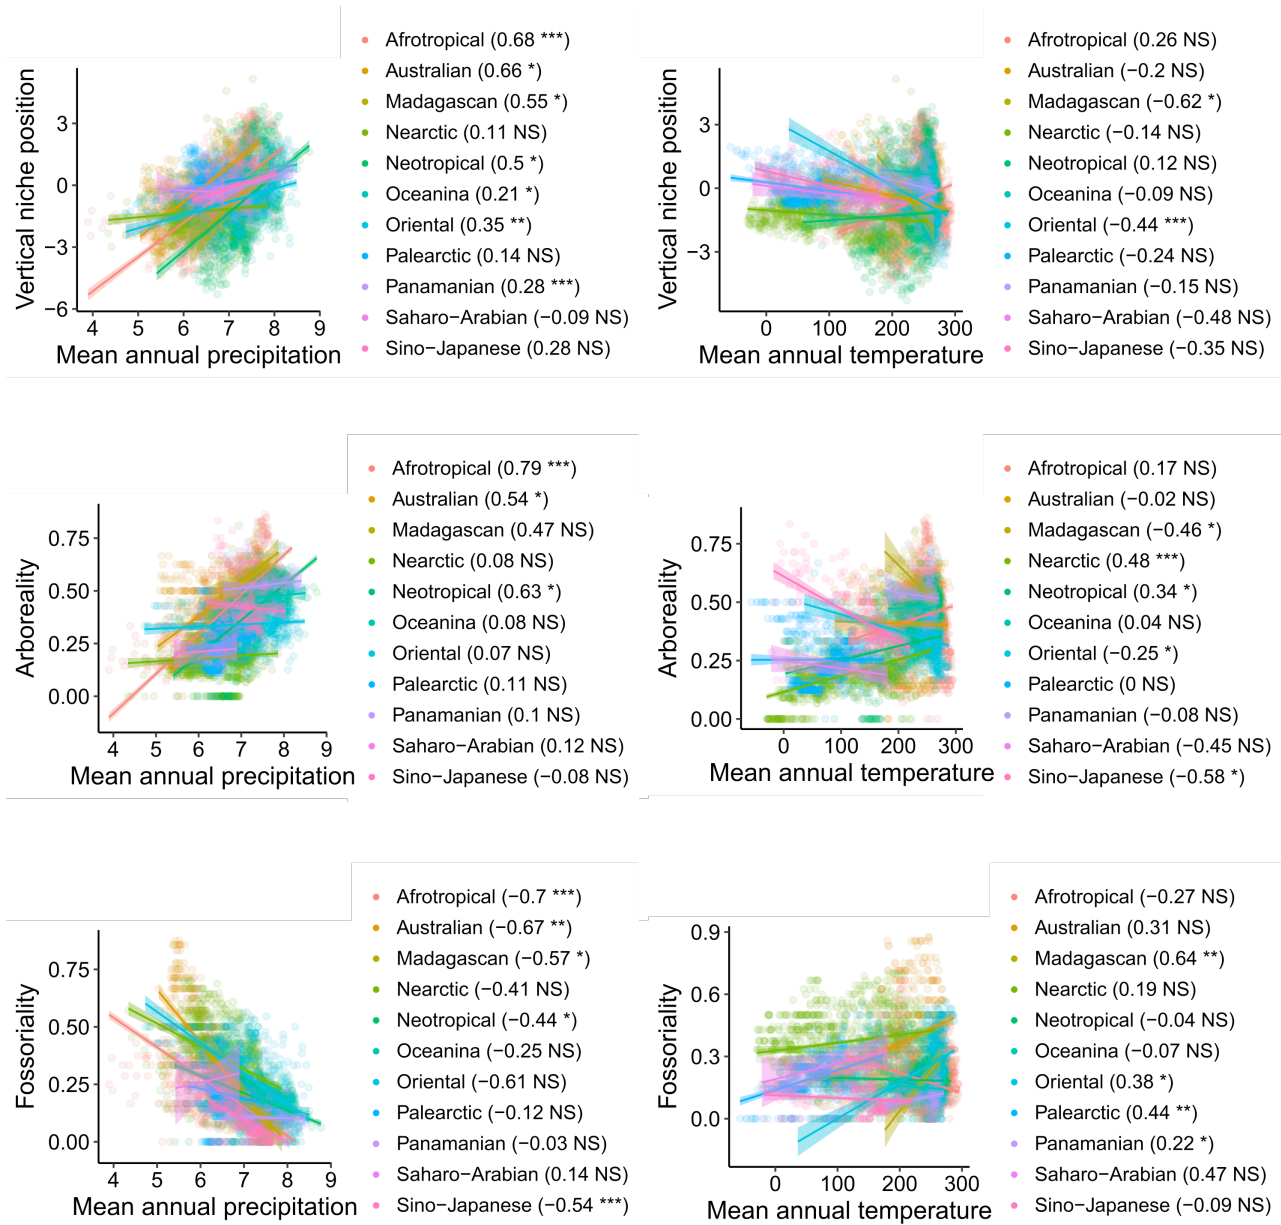 Vertical niche position
3
0
−3
−6
4 5 6 7 8 9
Mean annual precipitation
Afrotropical (0.68 ***)
Australian (0.66 *)
Madagascan (0.55 *)
Nearctic (0.11 NS)
Neotropical (0.5 *)
Oceanina (0.21 *)
Oriental (0.35 **)
Palearctic (0.14 NS)
Panamanian (0.28 ***)
Saharo−Arabian (−0.09 NS)
Sino−Japanese (0.28 NS)
Vertical niche position
3
0
−3
0 100 200 300
Mean annual temperature
Afrotropical (0.26 NS)
Australian (−0.2 NS)
Madagascan (−0.62 *)
Nearctic (−0.14 NS)
Neotropical (0.12 NS)
Oceanina (−0.09 NS)
Oriental (−0.44 ***)
Palearctic (−0.24 NS)
Panamanian (−0.15 NS)
Saharo−Arabian (−0.48 NS)
Sino−Japanese (−0.35 NS)
Arboreality
0.75
0.50
0.25
0.00
4 5 6 7 8 9
Mean annual precipitation
Afrotropical (0.79 ***)
Australian (0.54 *)
Madagascan (0.47 NS)
Nearctic (0.08 NS)
Neotropical (0.63 *)
Oceanina (0.08 NS)
Oriental (0.07 NS)
Palearctic (0.11 NS)
Panamanian (0.1 NS)
Saharo−Arabian (0.12 NS)
Sino−Japanese (−0.08 NS)
Arboreality
0.75
0.50
0.25
0.00
0 100 200 300
Mean annual temperature
Afrotropical (0.17 NS)
Australian (−0.02 NS)
Madagascan (−0.46 *)
Nearctic (0.48 ***)
Neotropical (0.34 *)
Oceanina (0.04 NS)
Oriental (−0.25 *)
Palearctic (0 NS)
Panamanian (−0.08 NS)
Saharo−Arabian (−0.45 NS)
Sino−Japanese (−0.58 *)
Fossoriality
0.75
0.50
0.25
0.00
4 5 6 7 8 9
Mean annual precipitation
Afrotropical (−0.7 ***)
Australian (−0.67 **)
Madagascan (−0.57 *)
Nearctic (−0.41 NS)
Neotropical (−0.44 *)
Oceanina (−0.25 NS)
Oriental (−0.61 NS)
Palearctic (−0.12 NS)
Panamanian (−0.03 NS)
Saharo−Arabian (0.14 NS)
Sino−Japanese (−0.54 ***)
Fossoriality
0.9
0.6
0.3
0.0
0 100 200 300
Mean annual temperature
Afrotropical (−0.27 NS)
Australian (0.31 NS)
Madagascan (0.64 **)
Nearctic (0.19 NS)
Neotropical (−0.04 NS)
Oceanina (−0.07 NS)
Oriental (0.38 *)
Palearctic (0.44 **)
Panamanian (0.22 *)
Saharo−Arabian (0.47 NS)
Sino−Japanese (−0.09 NS)